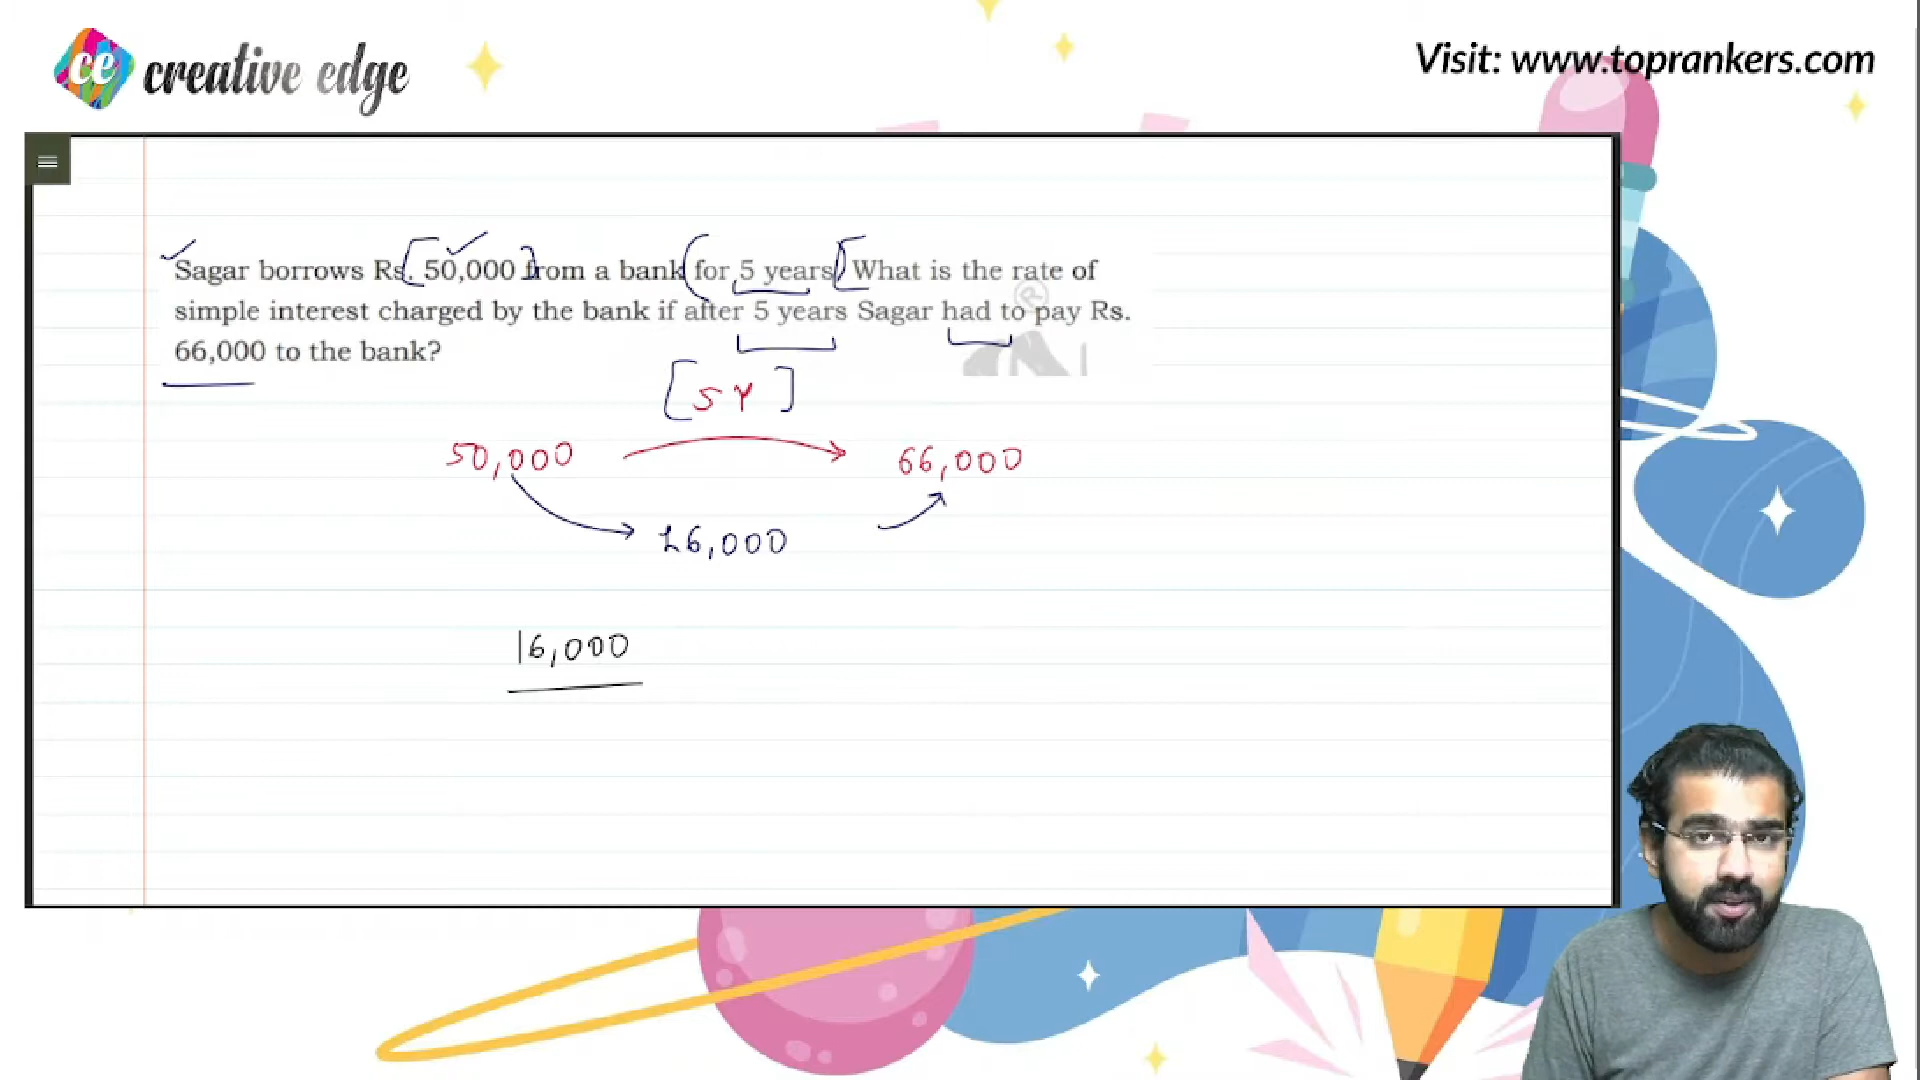 ce creative edge
Visit: www.toprankers.com
Sagar borrows Rs. 50,000 from a bank for 5 years. What is the rate of
simple interest charged by the bank if after 5 years Sagar had to pay Rs.
66,000 to the bank?
[5 Y]
50,000 66,000
16,000
16,000